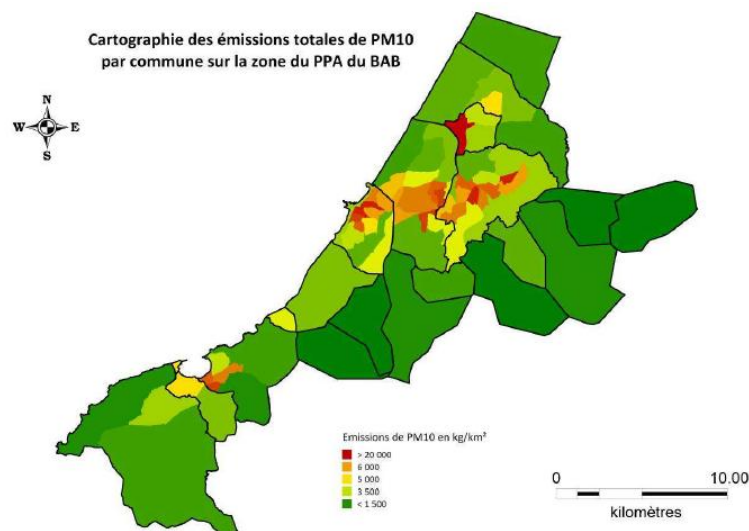 Cartographie des émissions totales de PM10
par commune sur la zone du PPA du BAB
N
W E
S
Emissions de PM10 en kg/km²
> 20 000
6 000
5 000
3 500
< 1 500
0 10.00
kilomètres